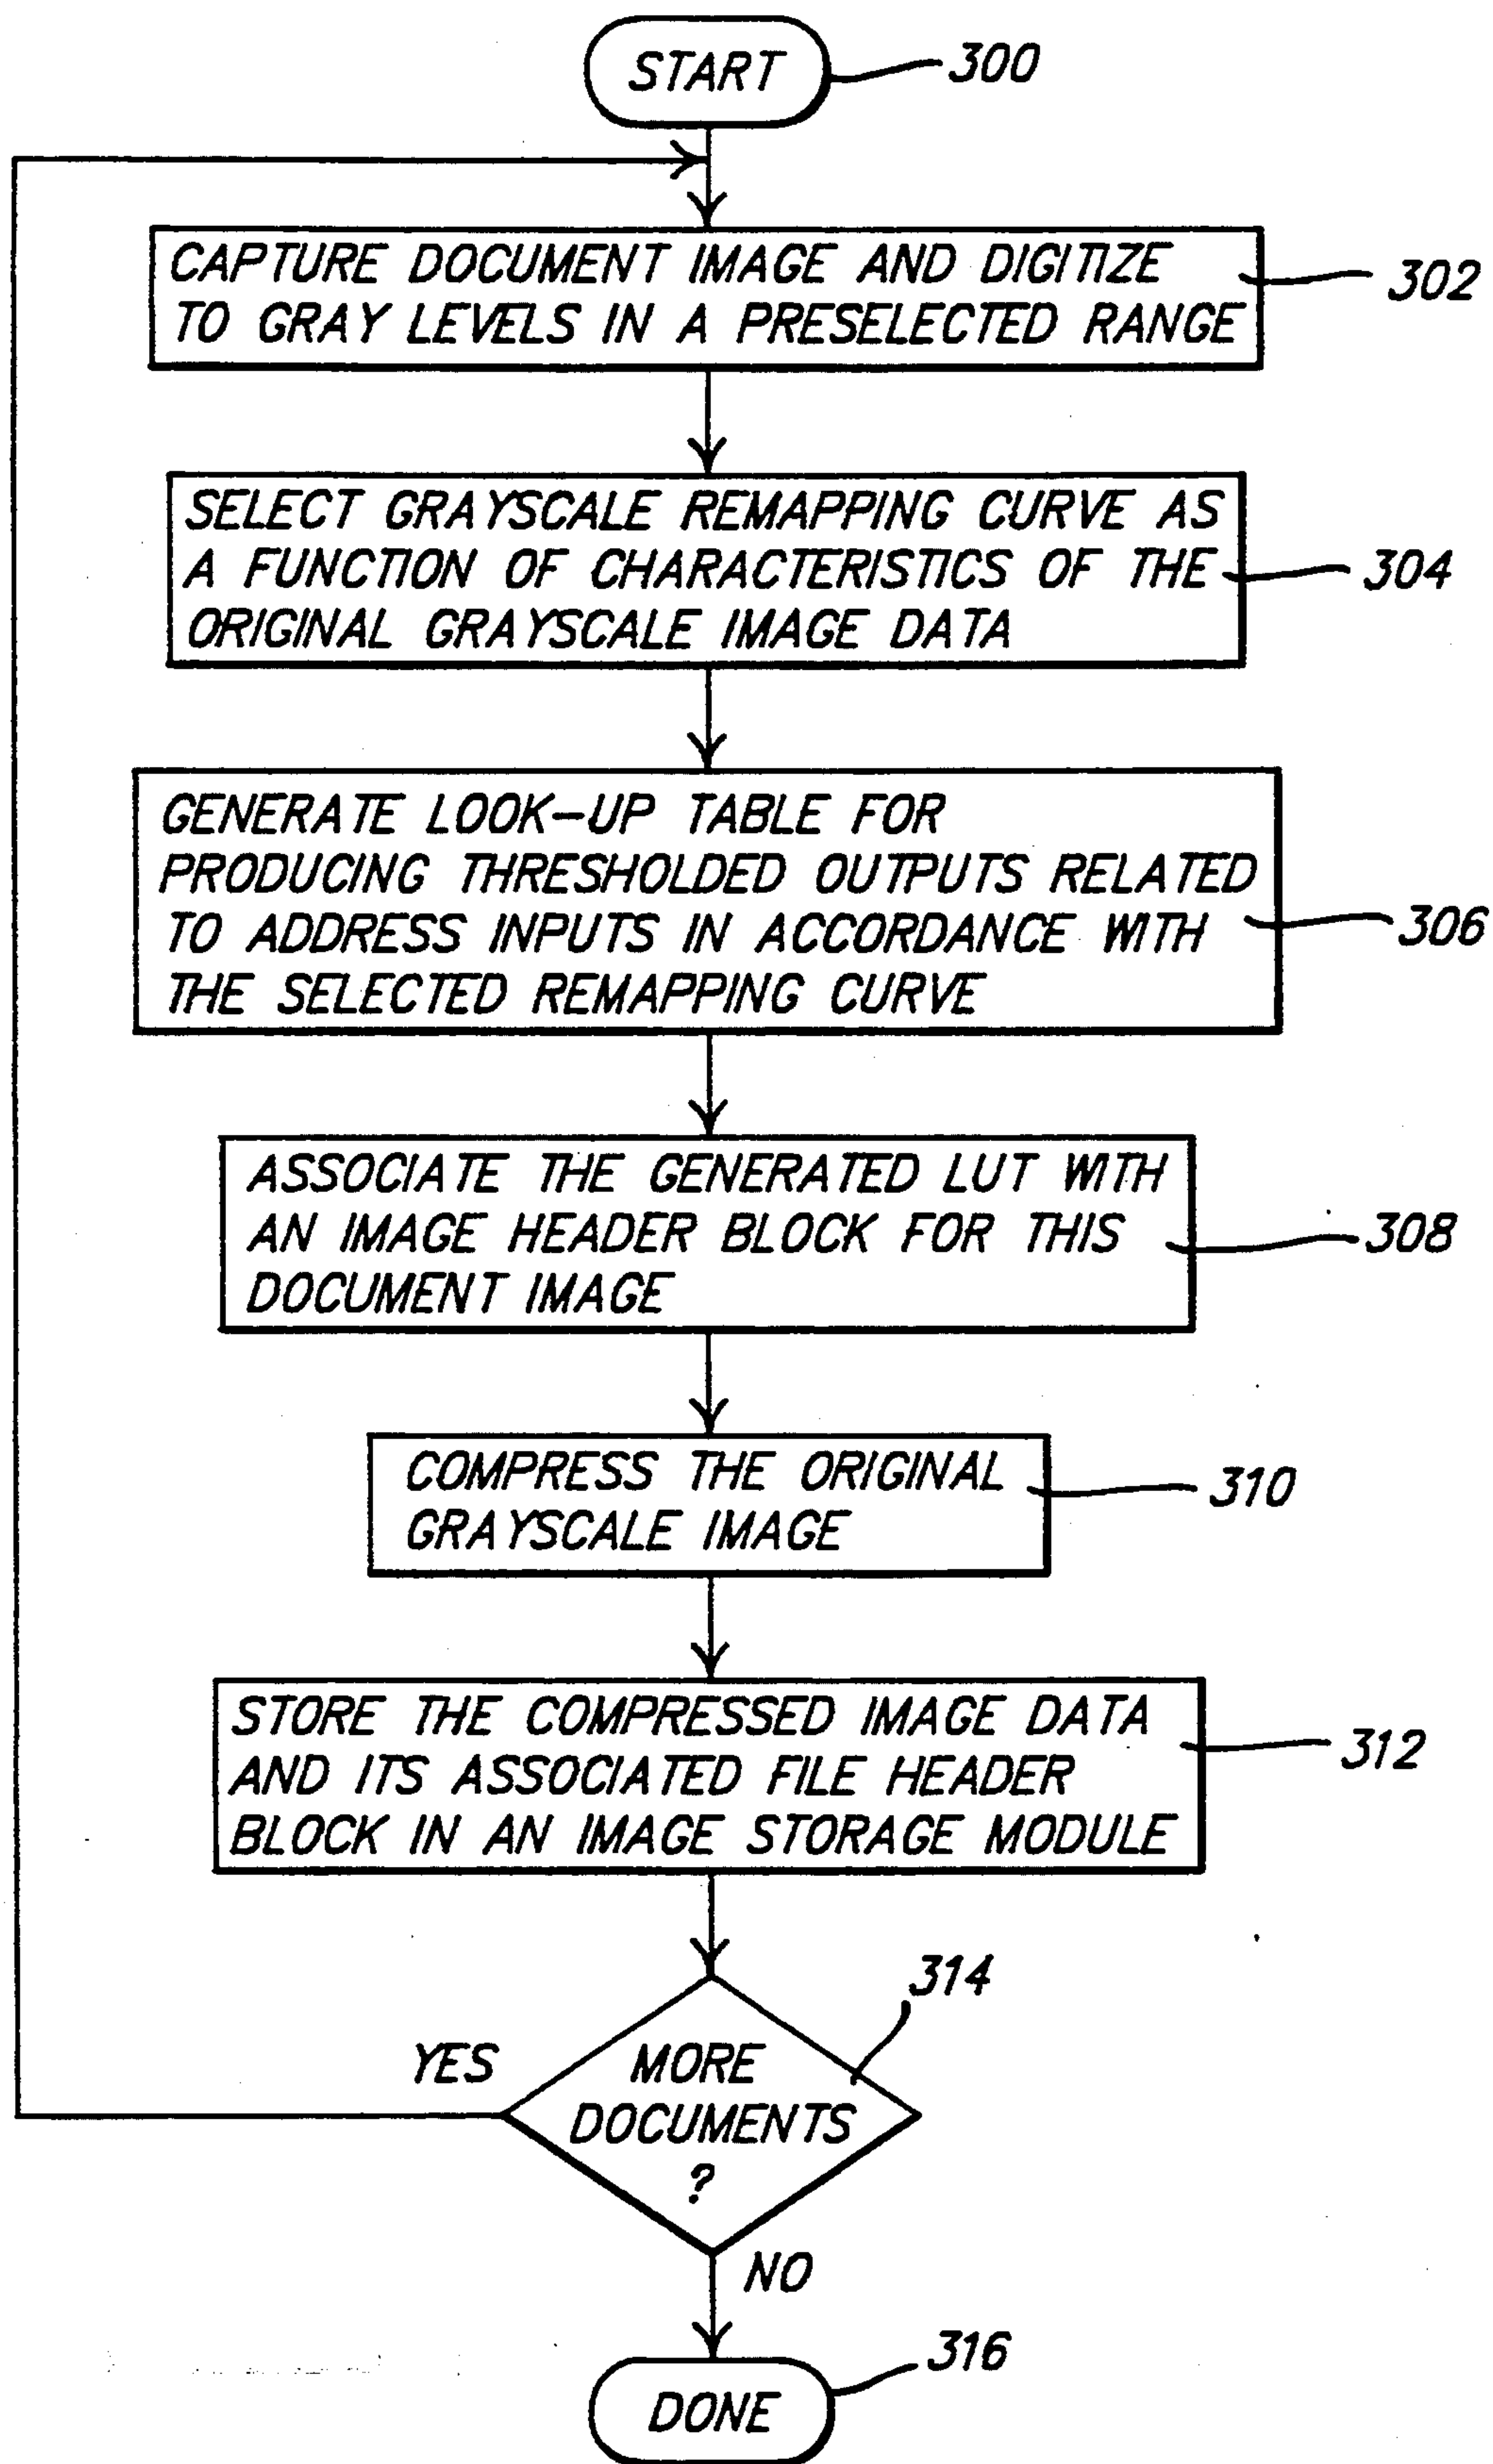 START
300
CAPTURE DOCUMENT IMAGE AND DIGITIZE
TO GRAY LEVELS IN A PRESELECTED RANGE
302
SELECT GRAYSCALE REMAPPING CURVE AS
A FUNCTION OF CHARACTERISTICS OF THE
ORIGINAL GRAYSCALE IMAGE DATA
304
GENERATE LOOK-UP TABLE FOR
PRODUCING THRESHOLDED OUTPUTS RELATED
TO ADDRESS INPUTS IN ACCORDANCE WITH
THE SELECTED REMAPPING CURVE
306
ASSOCIATE THE GENERATED LUT WITH
AN IMAGE HEADER BLOCK FOR THIS
DOCUMENT IMAGE
308
COMPRESS THE ORIGINAL
GRAYSCALE IMAGE
310
STORE THE COMPRESSED IMAGE DATA
AND ITS ASSOCIATED FILE HEADER
BLOCK IN AN IMAGE STORAGE MODULE
312
314
YES
MORE
DOCUMENTS
?
NO
316
DONE